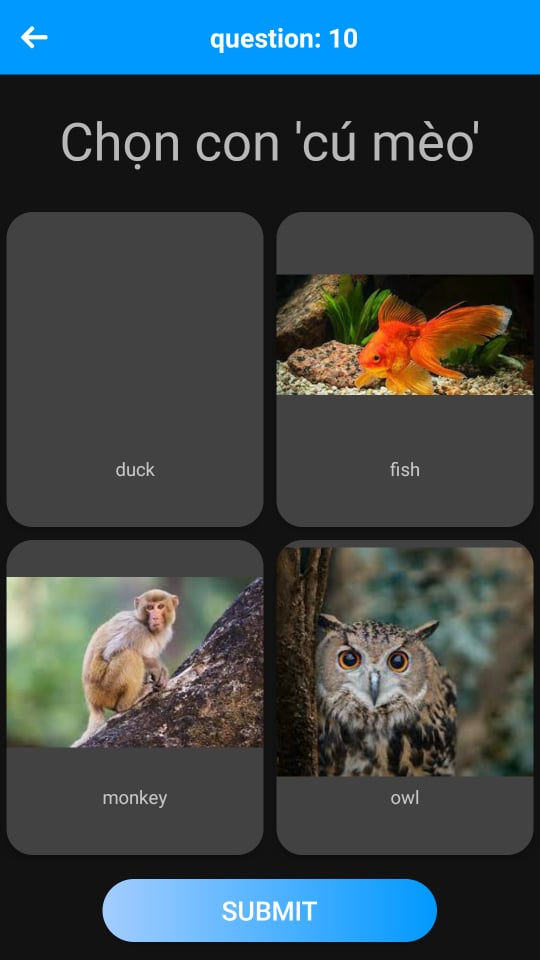 question: 10
Chọn con 'cú mèo'
duck
fish
monkey
owl
SUBMIT